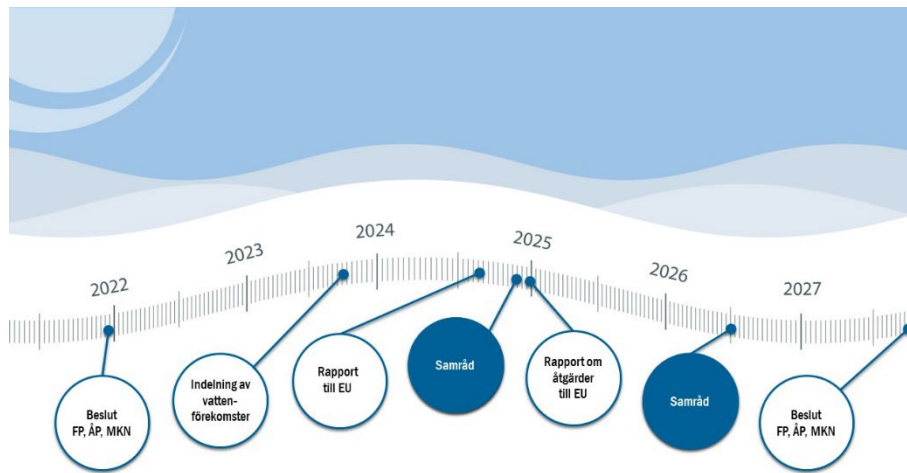 2022
2023
2024
2025
2026
2027
Beslut
FP, ÅP, MKN
Indelning av
vatten-
förekomster
Rapport
till EU
Samråd
Rapport om
åtgärder
till EU
Samråd
Beslut
FP, ÅP, MKN